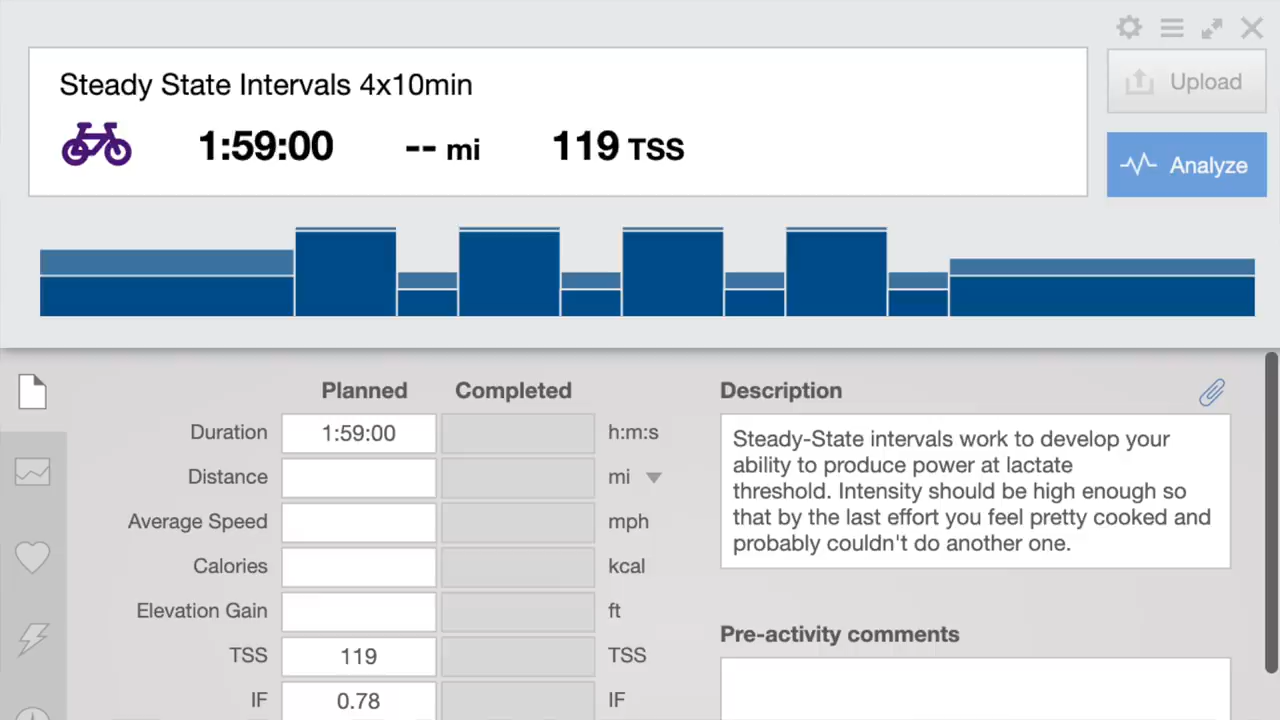 Steady State Intervals 4x10min
Upload
1:59:00 -- mi 119 TSS
Analyze
Planned Completed
Duration 1:59:00 h:m:s
Distance mi
Average Speed mph
Calories kcal
Elevation Gain ft
TSS 119 TSS
IF 0.78 IF
Description
Steady-State intervals work to develop your
ability to produce power at lactate
threshold. Intensity should be high enough so
that by the last effort you feel pretty cooked and
probably couldn't do another one.
Pre-activity comments